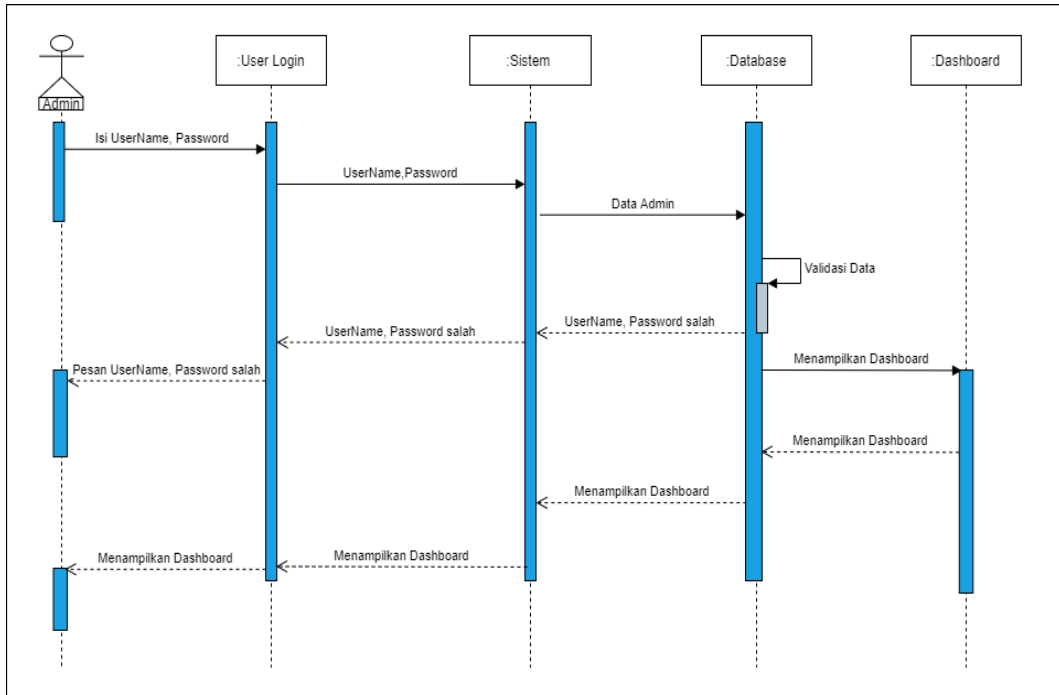 :User Login
:Sistem
:Database
:Dashboard
Admin
Isi UserName, Password
UserName,Password
Data Admin
Validasi Data
UserName, Password salah
UserName, Password salah
Menampilkan Dashboard
Pesan UserName, Password salah
Menampilkan Dashboard
Menampilkan Dashboard
Menampilkan Dashboard
Menampilkan Dashboard